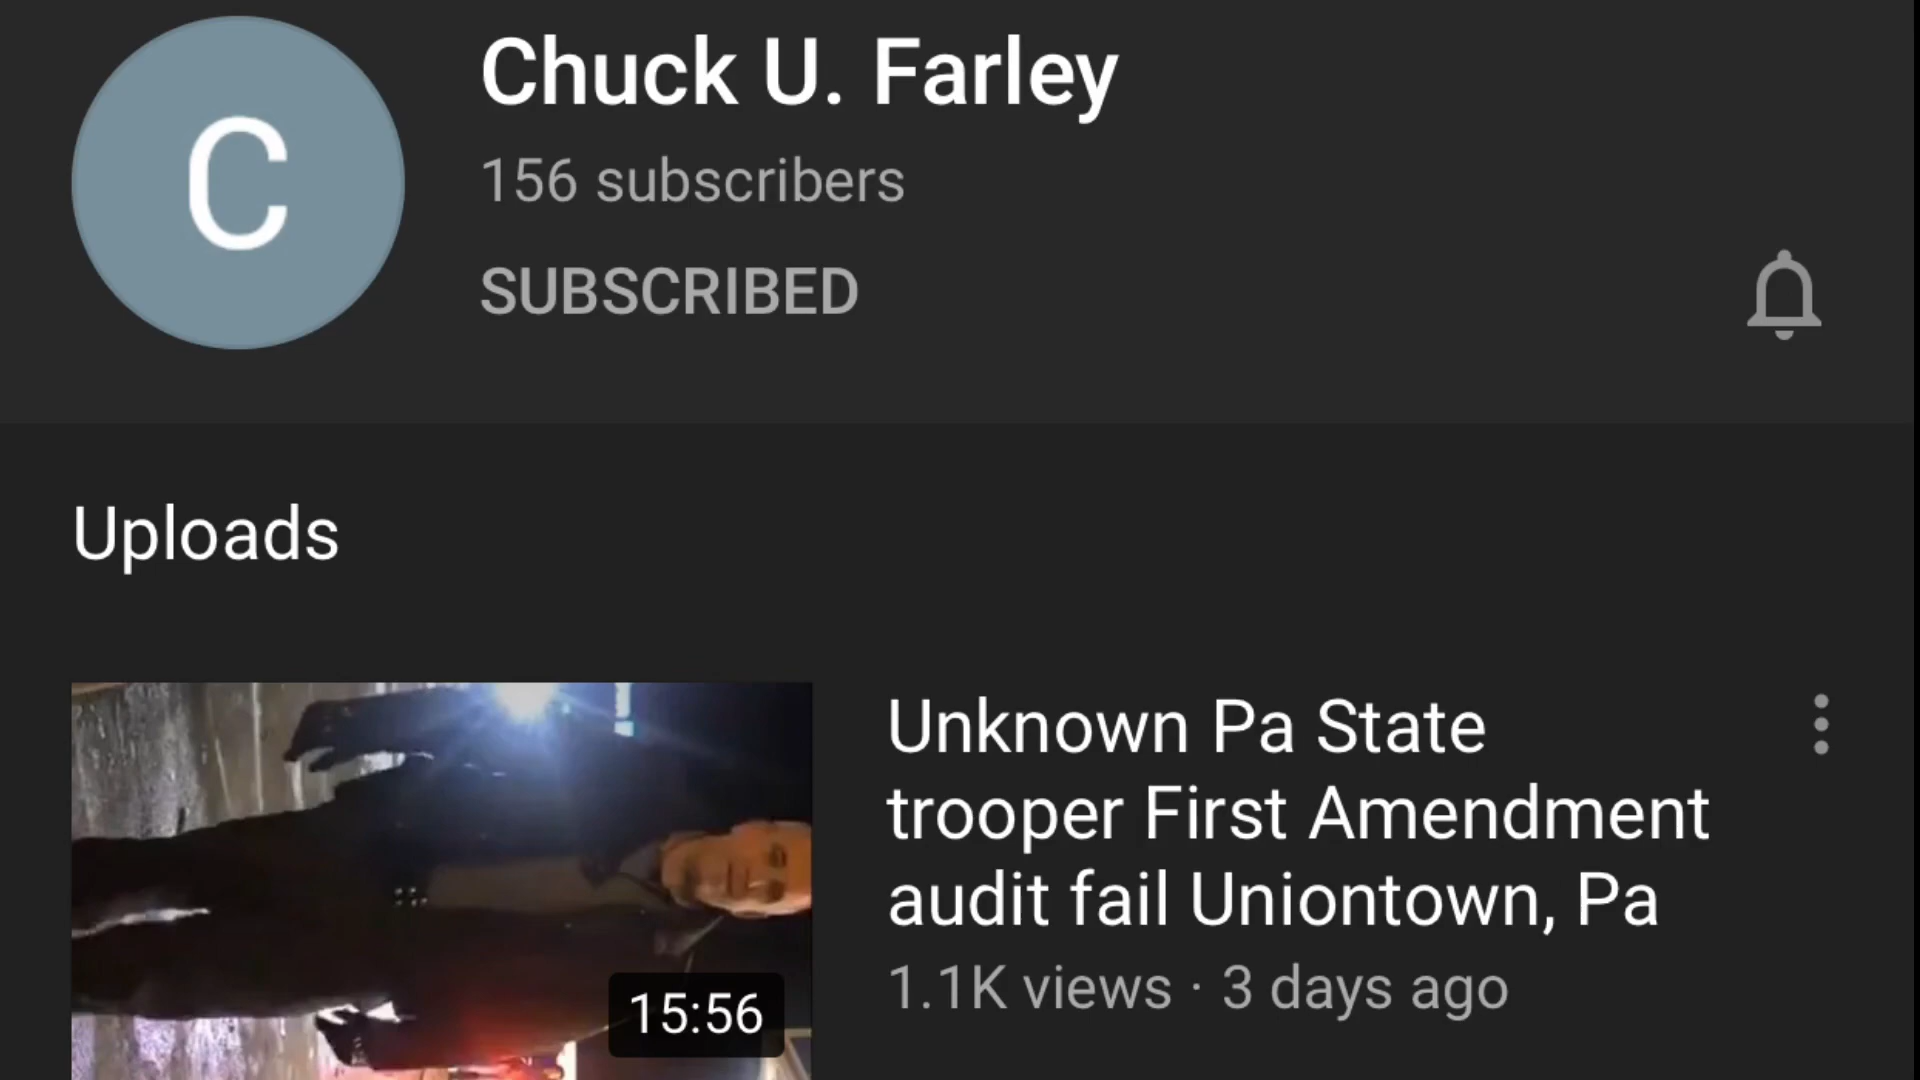 C
Chuck U. Farley
156 subscribers
SUBSCRIBED
Uploads
15:56
Unknown Pa State
trooper First Amendment
audit fail Uniontown, Pa
1.1K views · 3 days ago